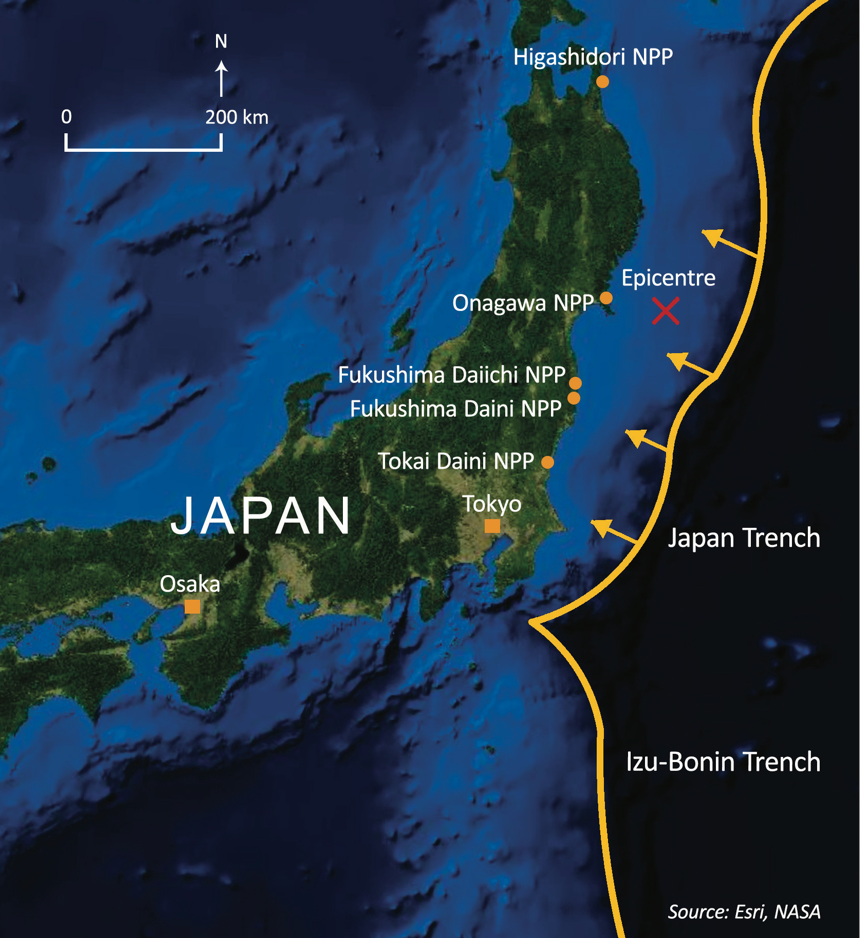 Higashidori NPP
N
0 200 km
Epicentre
Onagawa NPP
Fukushima Daiichi NPP
Fukushima Daini NPP
Tokai Daini NPP
Tokyo
JAPAN
Japan Trench
Osaka
Izu-Bonin Trench
Source: Esri, NASA